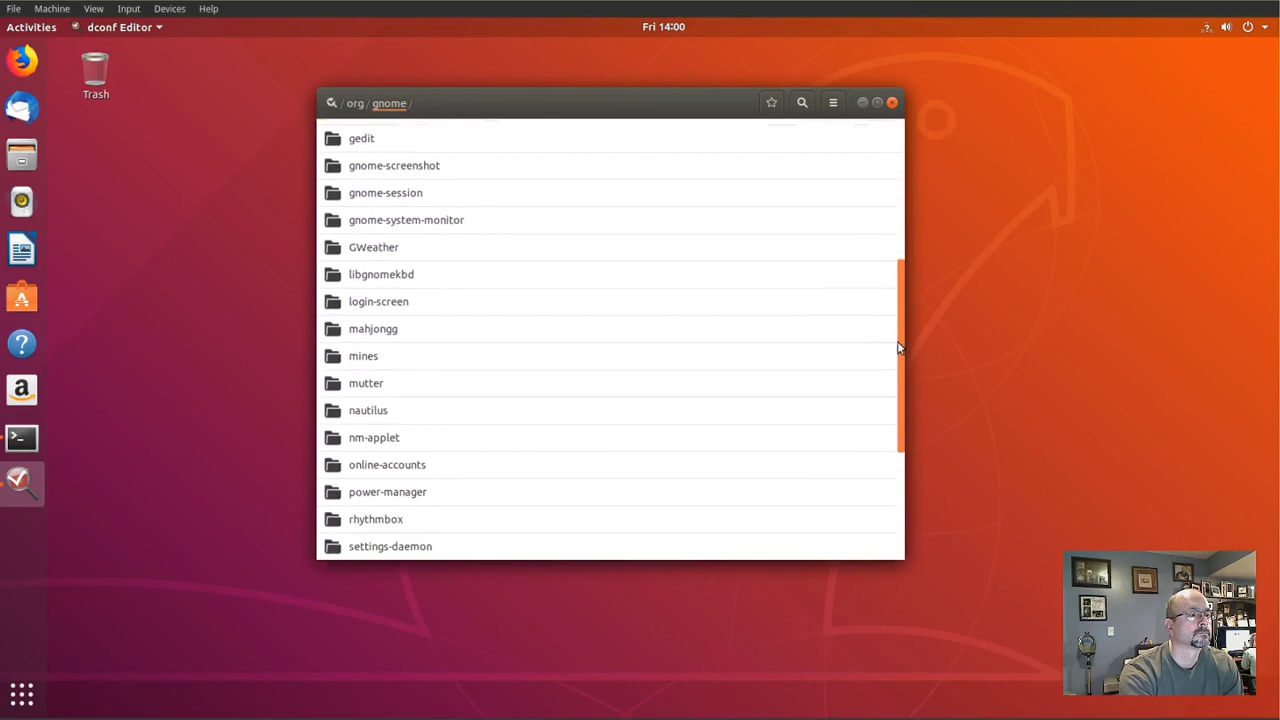 File Machine View Input Devices Help
Activities dconf Editor Fri 14:00
Trash
/ org / gnome /
gedit
gnome-screenshot
gnome-session
gnome-system-monitor
GWeather
libgnomekbd
login-screen
mahjongg
mines
mutter
nautilus
nm-applet
online-accounts
power-manager
rhythmbox
settings-daemon